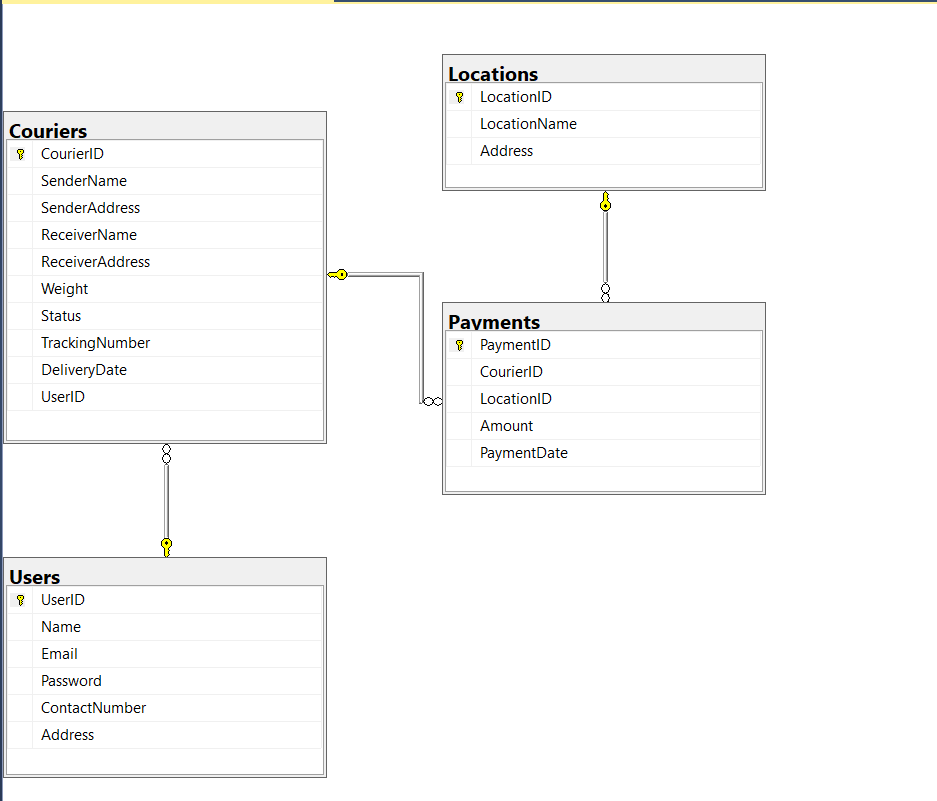 Couriers
CourierID
SenderName
SenderAddress
ReceiverName
ReceiverAddress
Weight
Status
TrackingNumber
DeliveryDate
UserID
Locations
LocationID
LocationName
Address
Payments
PaymentID
CourierID
LocationID
Amount
PaymentDate
Users
UserID
Name
Email
Password
ContactNumber
Address